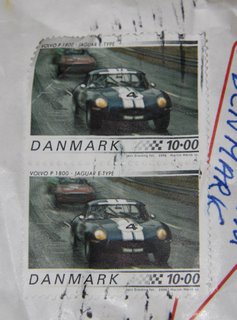 VOLVO P 1800 - JAGUAR E-TYPE
4
DANMARK 10·00
VOLVO P 1800 - JAGUAR E-TYPE
4
DANMARK 10·00
DENMARK